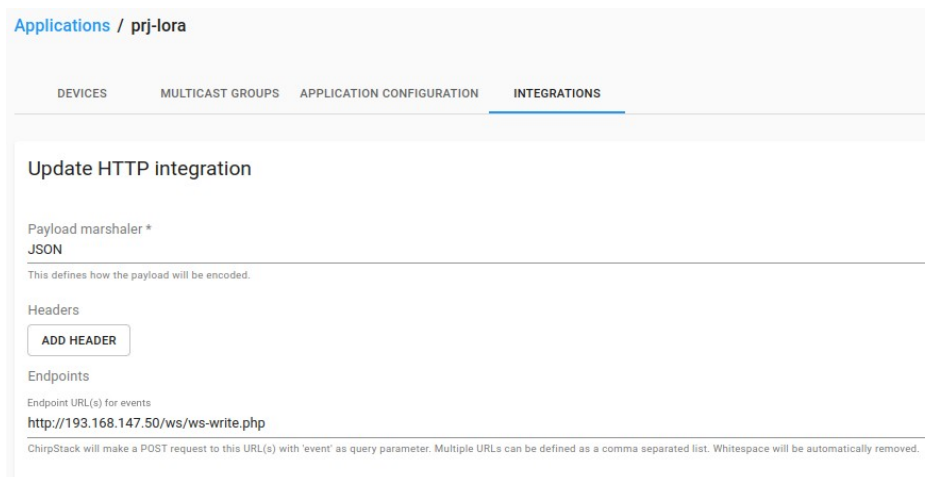 Applications / prj-lora
DEVICES MULTICAST GROUPS APPLICATION CONFIGURATION INTEGRATIONS
Update HTTP integration
Payload marshaler *
JSON
This defines how the payload will be encoded.
Headers
ADD HEADER
Endpoints
Endpoint URL(s) for events
http://193.168.147.50/ws/ws-write.php
ChirpStack will make a POST request to this URL(s) with 'event' as query parameter. Multiple URLs can be defined as a comma separated list. Whitespace will be automatically removed.